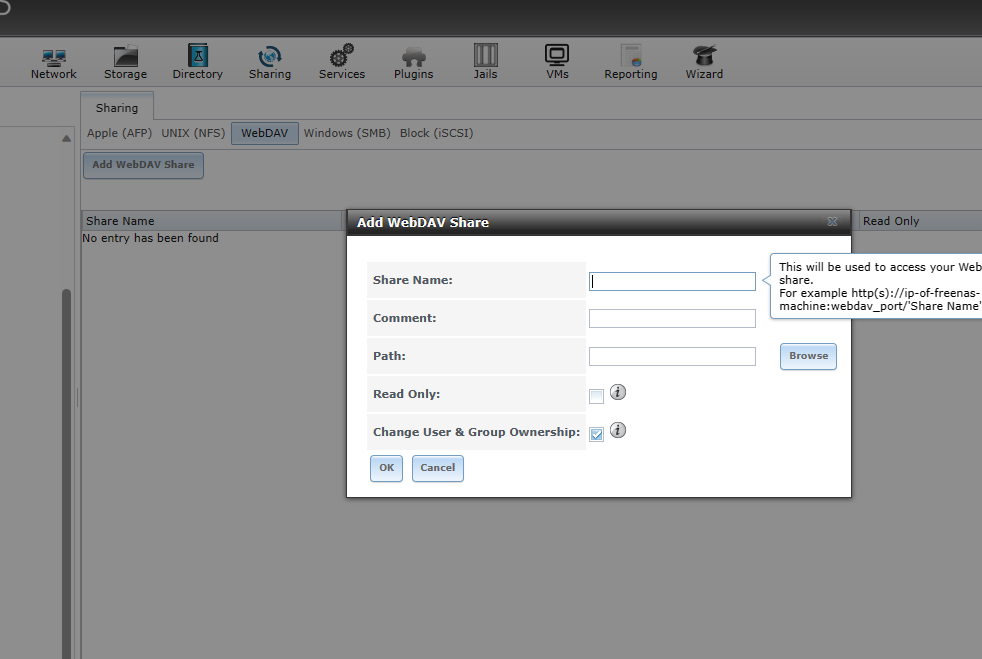 Network Storage Directory Sharing Services Plugins Jails VMs Reporting Wizard
Sharing
Apple (AFP) UNIX (NFS) WebDAV Windows (SMB) Block (iSCSI)
Add WebDAV Share
Share Name Read Only
No entry has been found
Add WebDAV Share
Share Name:
This will be used to access your Web
share.
For example http(s)://ip-of-freenas-
machine:webdav_port/'Share Name'
Comment:
Path:
Browse
Read Only:
Change User & Group Ownership:
OK Cancel